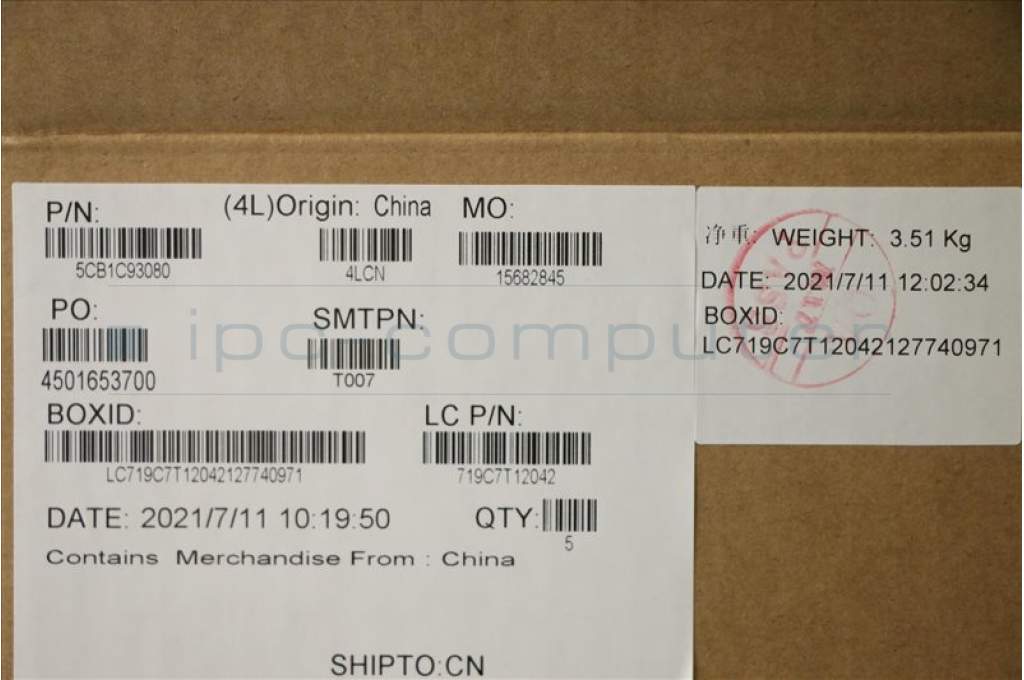 P/N:
5CB1C93080
(4L)Origin: China
4LCN
MO:
15682845
PO:
4501653700
SMTPN:
T007
BOXID:
LC719C7T12042127740971
LC P/N:
719C7T12042
DATE: 2021/7/11 10:19:50
QTY:
5
Contains Merchandise From : China
SHIPTO:CN
净重: WEIGHT: 3.51 Kg
DATE: 2021/7/11 12:02:34
BOXID:
LC719C7T12042127740971
ipc-computer